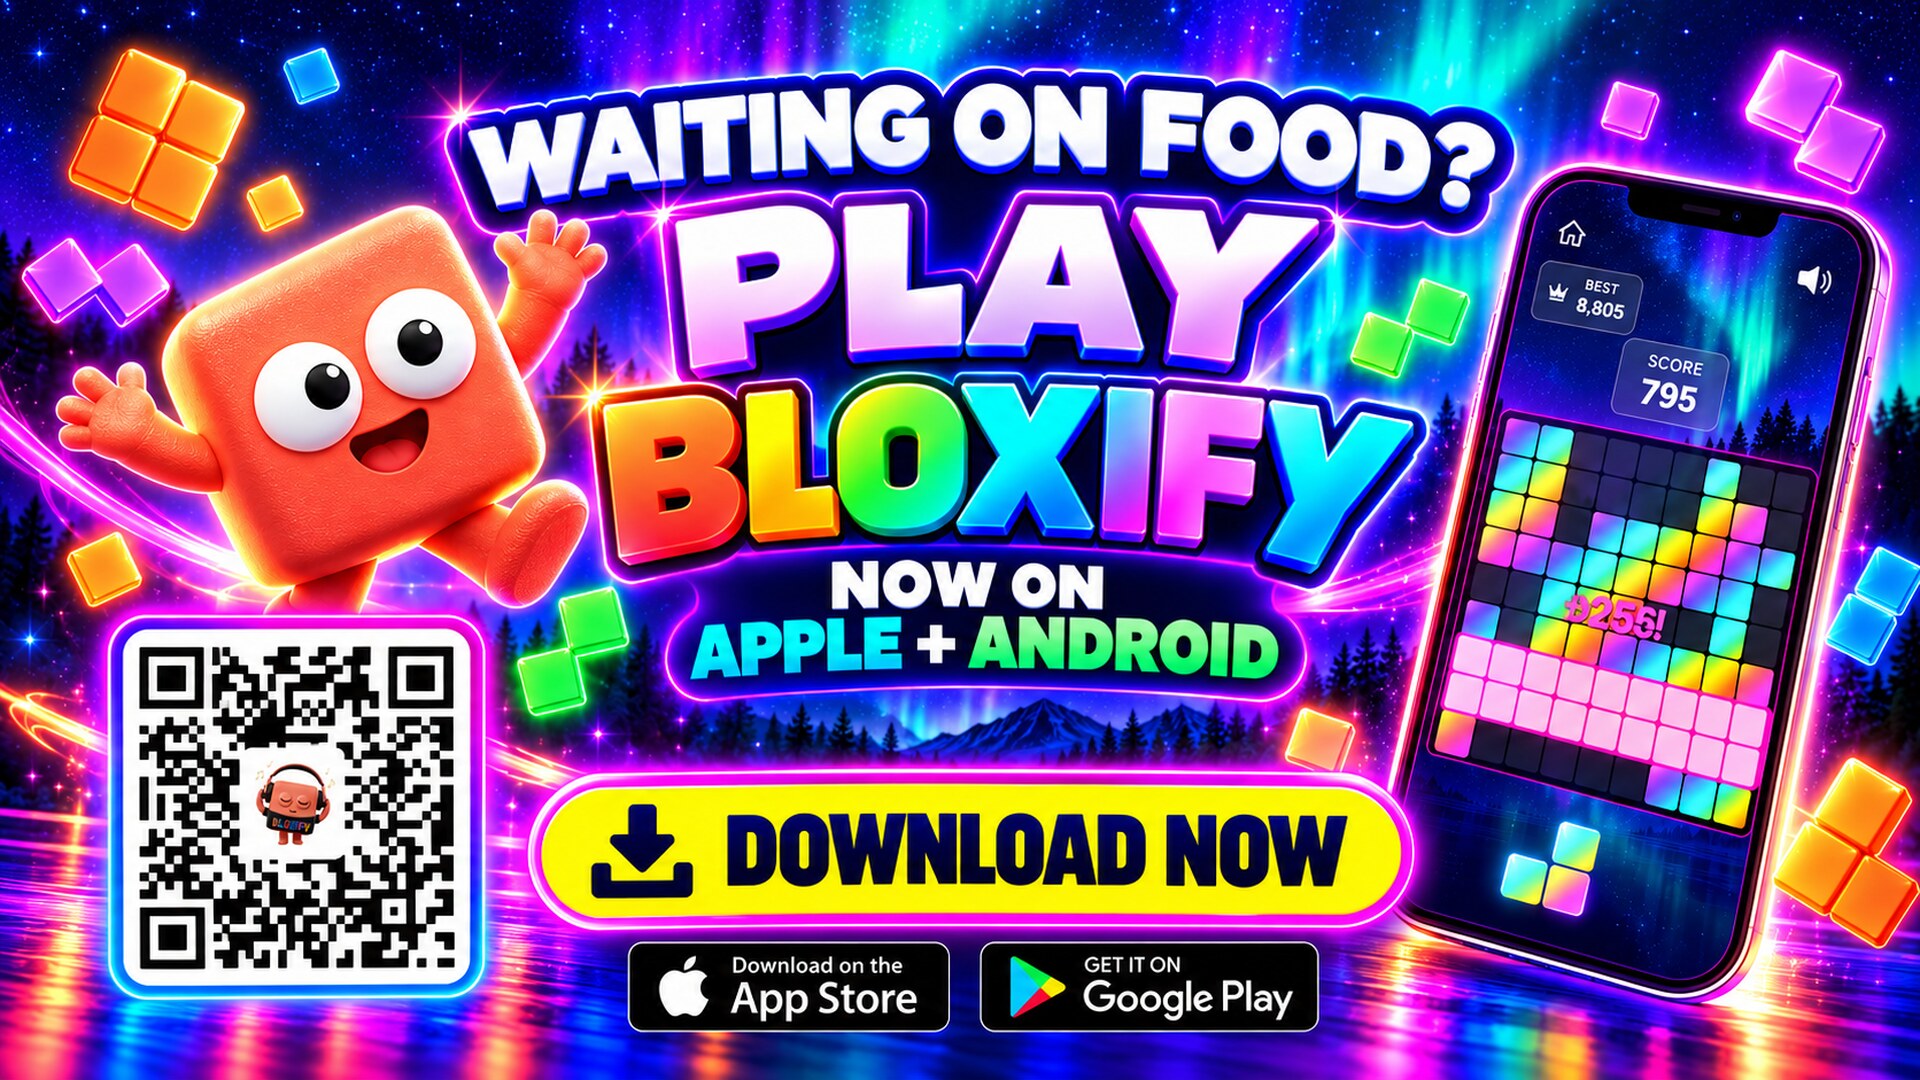 WAITING ON FOOD?
PLAY
BLOXIFY
NOW ON
APPLE + ANDROID
DOWNLOAD NOW
Download on the
App Store
GET IT ON
Google Play
BEST
8,805
SCORE
795
BLOXIFY